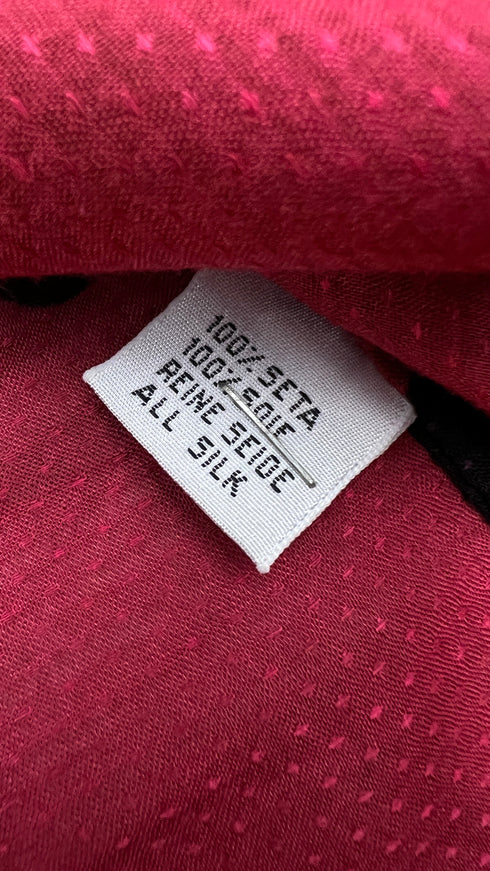 100% SETA
100% SOIE
REINE SEIDE
ALL SILK